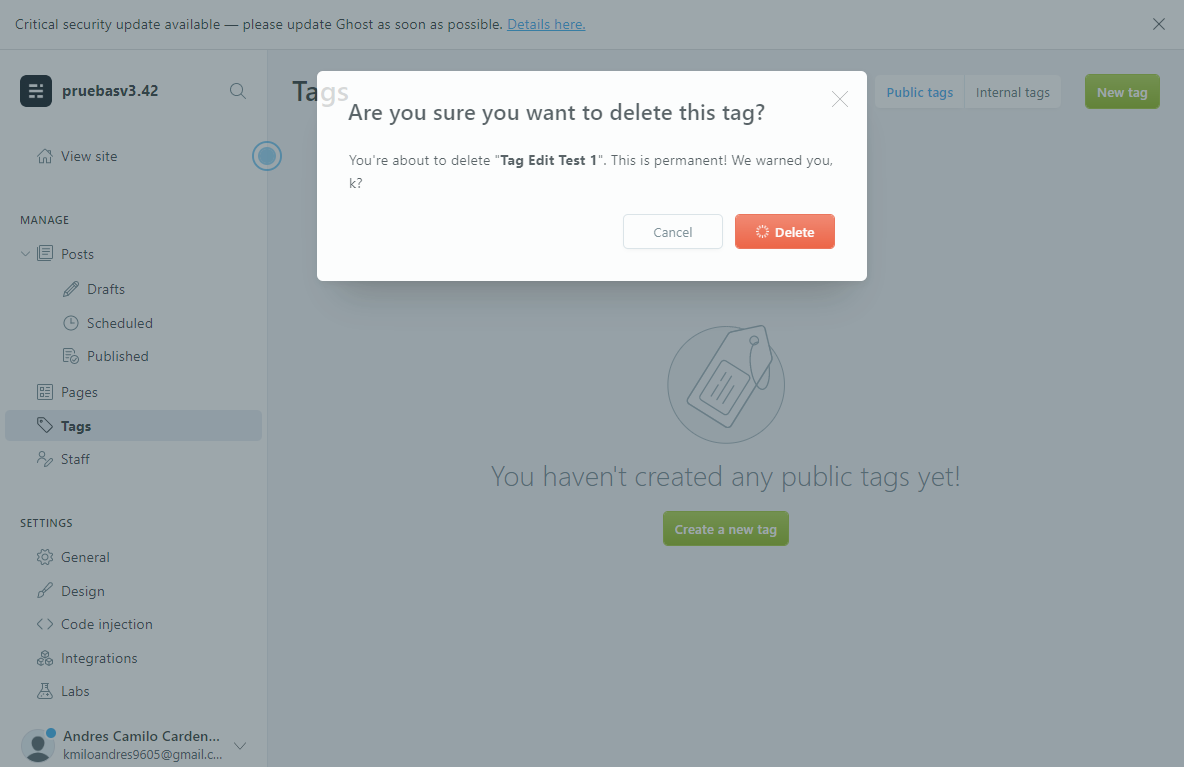 Critical security update available — please update Ghost as soon as possible. Details here.
pruebasv3.42
View site
MANAGE
Posts
Drafts
Scheduled
Published
Pages
Tags
Staff
SETTINGS
General
Design
Code injection
Integrations
Labs
Andres Camilo Carden...
kmiloandres9605@gmail.c...
Tags
Public tags
Internal tags
New tag
Are you sure you want to delete this tag?
You're about to delete "Tag Edit Test 1". This is permanent! We warned you,
k?
Cancel
Delete
You haven't created any public tags yet!
Create a new tag